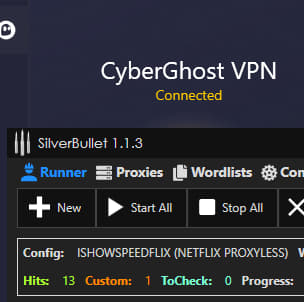 CyberGhost VPN
Connected
SilverBullet 1.1.3
Runner Proxies Wordlists Con
New Start All Stop All
Config: ISHOWSPEEDFLIX (NETFLIX PROXYLESS) W
Hits: 13 Custom: 1 ToCheck: 0 Progress: